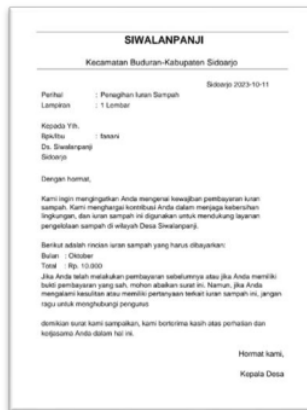 SIWALANPANJI
Kecamatan Buduran-Kabupaten Sidoarjo
Sidoarjo 2023-10-11
Perihal : Penagihan Iuran Sampah
Lampiran : 1 Lembar
Kepada Yth.
Bpk/Ibu : fanani
Ds. Siwalanpanji
Sidoarjo
Dengan hormat,
Kami ingin mengingatkan Anda mengenai kewajiban pembayaran iuran
sampah. Kami menghargai kontribusi Anda dalam menjaga kebersihan
lingkungan, dan iuran sampah ini digunakan untuk mendukung layanan
pengelolaan sampah di wilayah Desa Siwalanpanji.
Berikut adalah rincian iuran sampah yang harus dibayarkan:
Bulan : Oktober
Total : Rp. 10.000
Jika Anda telah melakukan pembayaran sebelumnya atau jika Anda memiliki
bukti pembayaran yang sah, mohon abaikan surat ini. Namun, jika Anda
mengalami kesulitan atau memiliki pertanyaan terkait iuran sampah ini, jangan
ragu untuk menghubungi pengurus
demikian surat kami sampaikan, kami berterima kasih atas perhatian dan
kerjasamo Anda dalam hal ini.
Hormat kami,
Kepala Desa